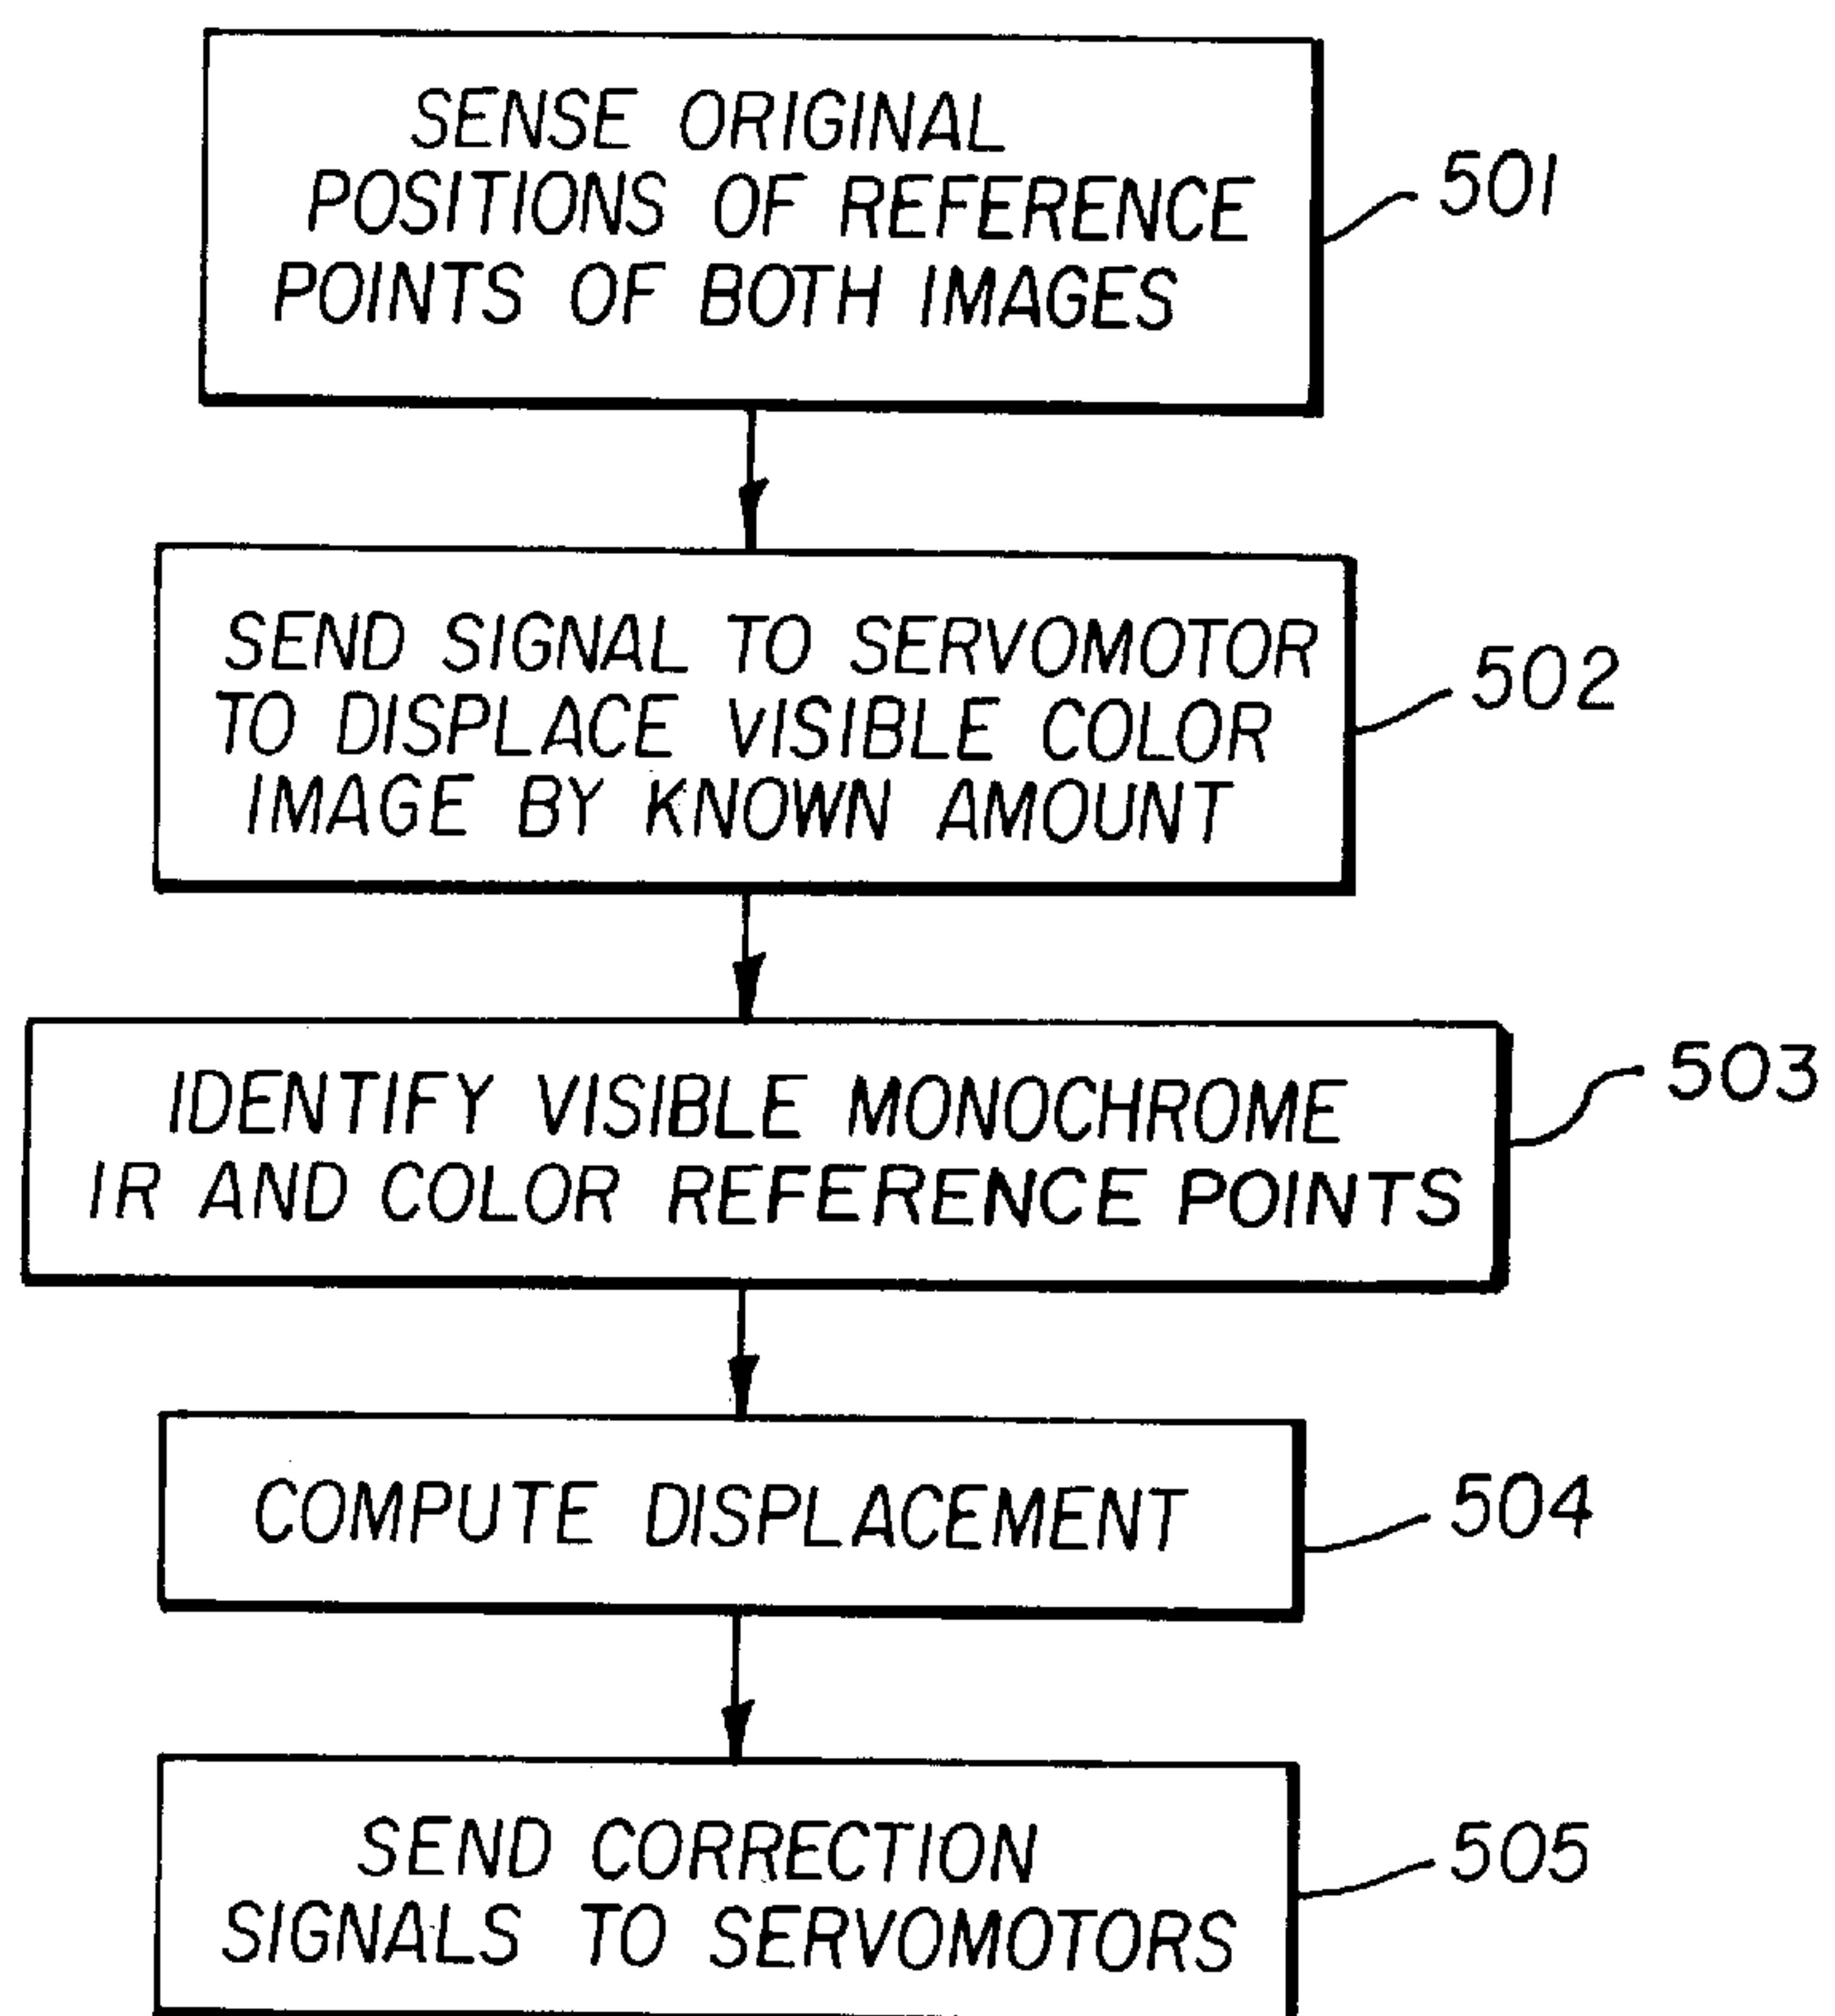 SENSE ORIGINAL
POSITIONS OF REFERENCE
POINTS OF BOTH IMAGES
501
SEND SIGNAL TO SERVOMOTOR
TO DISPLACE VISIBLE COLOR
IMAGE BY KNOWN AMOUNT
502
IDENTIFY VISIBLE MONOCHROME
IR AND COLOR REFERENCE POINTS
503
COMPUTE DISPLACEMENT
504
SEND CORRECTION
SIGNALS TO SERVOMOTORS
505